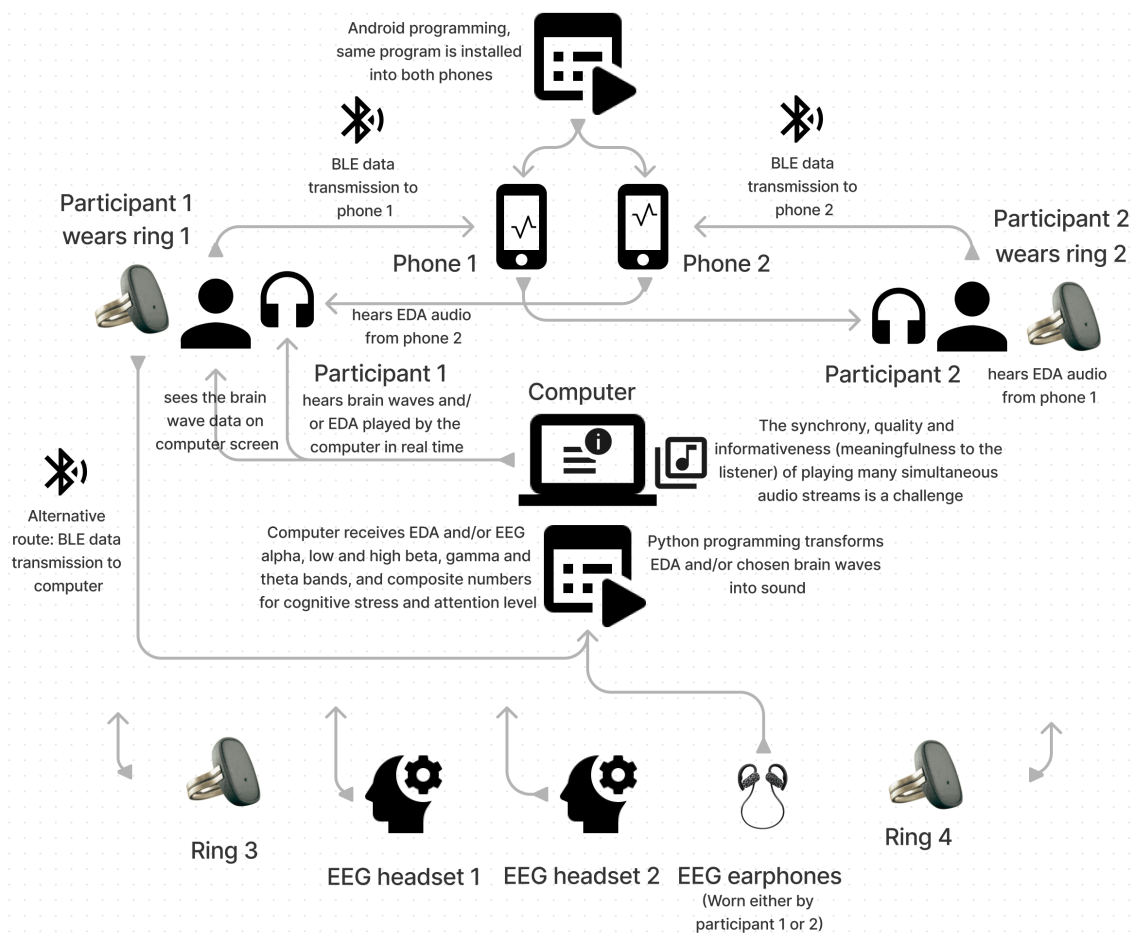 Android programming,
same program is installed
into both phones
BLE data
transmission to
phone 1
BLE data
transmission to
phone 2
Participant 1
wears ring 1
Participant 2
wears ring 2
Phone 1
Phone 2
hears EDA audio
from phone 2
Participant 1
hears brain waves and/
or EDA played by the
computer in real time
sees the brain
wave data on
computer screen
Participant 2
hears EDA audio
from phone 1
Computer
The synchrony, quality and
informativeness (meaningfulness to the
listener) of playing many simultaneous
audio streams is a challenge
Alternative
route: BLE data
transmission to
computer
Computer receives EDA and/or EEG
alpha, low and high beta, gamma and
theta bands, and composite numbers
for cognitive stress and attention level
Python programming transforms
EDA and/or chosen brain waves
into sound
Ring 3
EEG headset 1
EEG headset 2
EEG earphones
(Worn either by
participant 1 or 2)
Ring 4